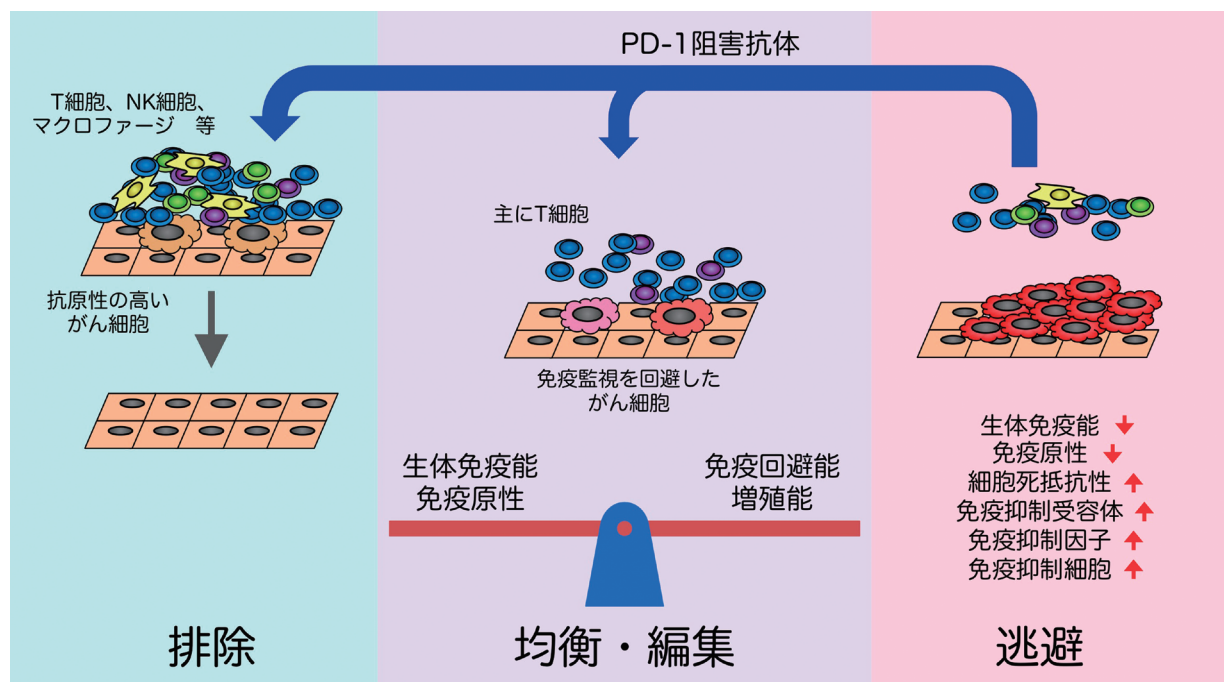 PD-1阻害抗体
T細胞、NK細胞、
マクロファージ 等
抗原性の高い
がん細胞
排除
主にT細胞
免疫監視を回避した
がん細胞
生体免疫能
免疫原性
免疫回避能
増殖能
均衡・編集
生体免疫能 ↓
免疫原性 ↓
細胞死抵抗性 ↑
免疫抑制受容体 ↑
免疫抑制因子 ↑
免疫抑制細胞 ↑
逃避